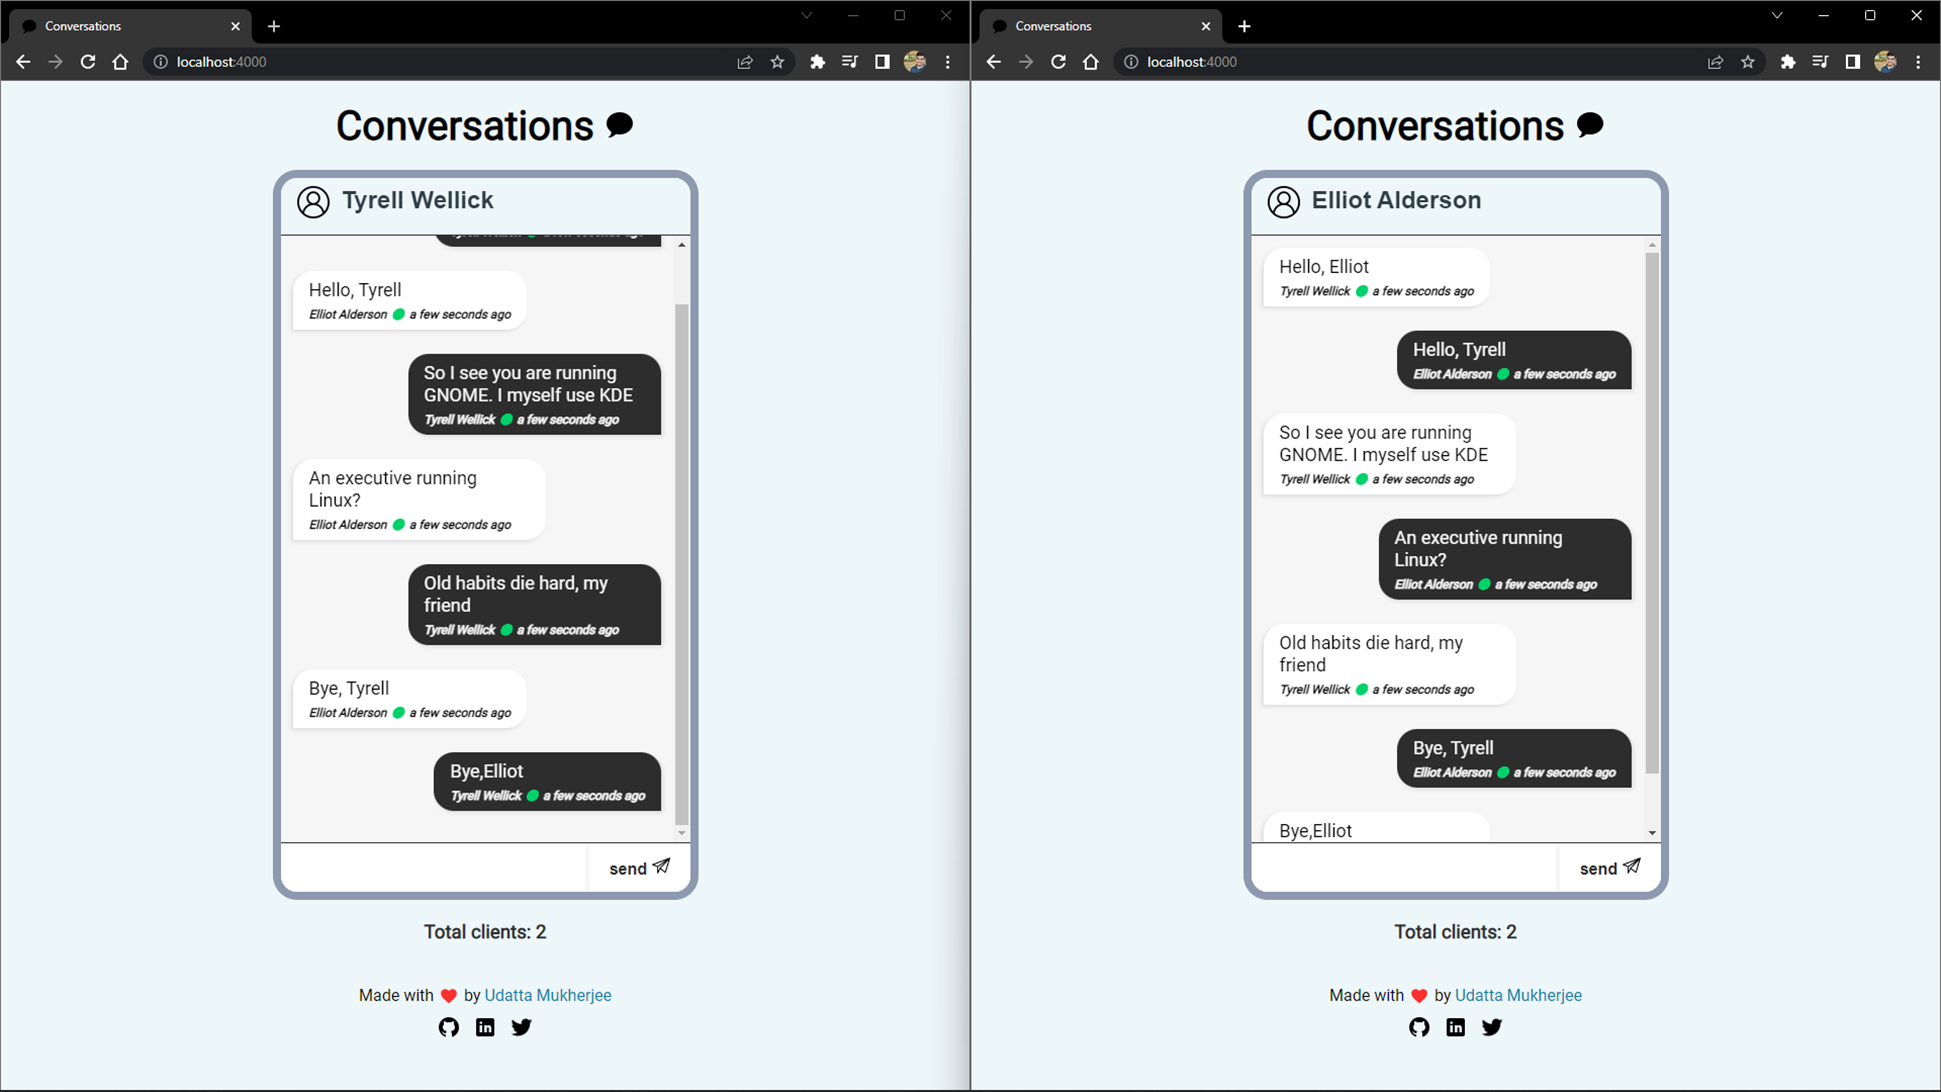 Conversations
localhost:4000
Conversations
Tyrell Wellick
Hello, Tyrell
Elliot Alderson a few seconds ago
So I see you are running
GNOME. I myself use KDE
Tyrell Wellick a few seconds ago
An executive running
Linux?
Elliot Alderson a few seconds ago
Old habits die hard, my
friend
Tyrell Wellick a few seconds ago
Bye, Tyrell
Elliot Alderson a few seconds ago
Bye,Elliot
Tyrell Wellick a few seconds ago
send
Total clients: 2
Made with by Udatta Mukherjee
Conversations
localhost:4000
Conversations
Elliot Alderson
Hello, Elliot
Tyrell Wellick a few seconds ago
Hello, Tyrell
Elliot Alderson a few seconds ago
So I see you are running
GNOME. I myself use KDE
Tyrell Wellick a few seconds ago
An executive running
Linux?
Elliot Alderson a few seconds ago
Old habits die hard, my
friend
Tyrell Wellick a few seconds ago
Bye, Tyrell
Elliot Alderson a few seconds ago
Bye,Elliot
send
Total clients: 2
Made with by Udatta Mukherjee